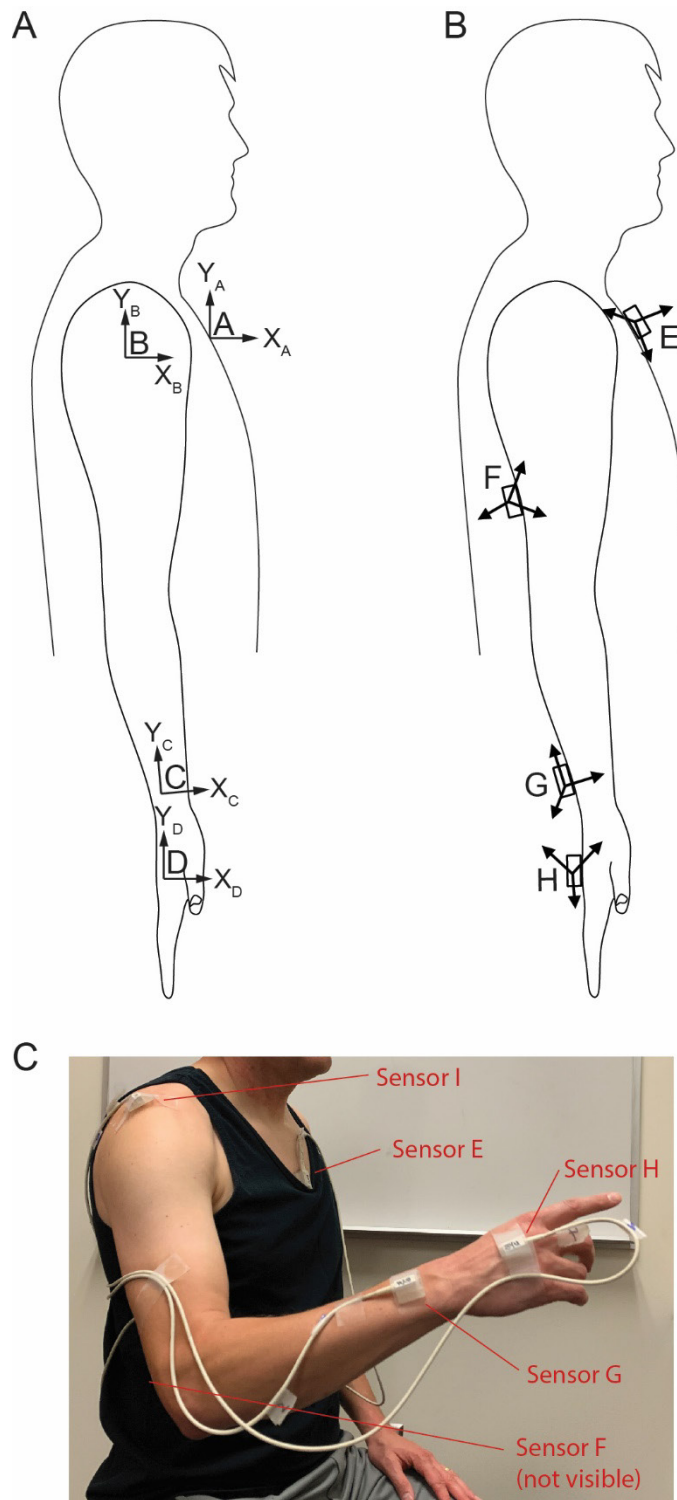 A
B
Y_B
B
X_B
Y_A
A
X_A
E
F
Y_C
C
X_C
Y_D
D
X_D
G
H
C
Sensor I
Sensor E
Sensor H
Sensor G
Sensor F
(not visible)